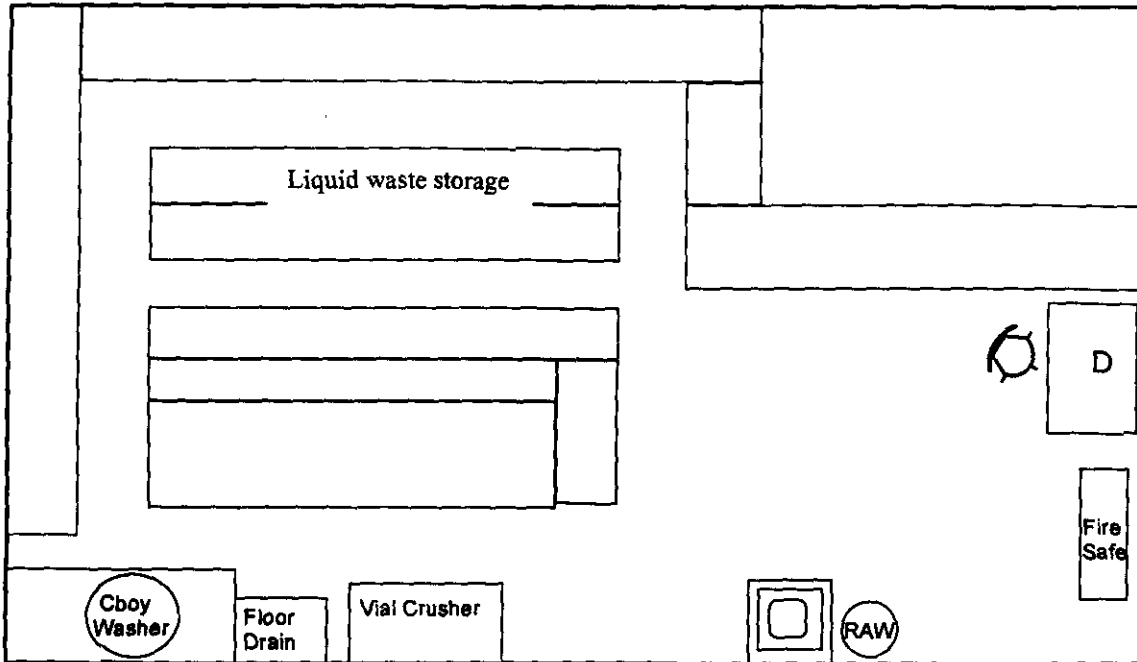 Liquid waste storage
D
Fire
Safe
Cboy
Washer
Floor
Drain
Vial Crusher
RAW